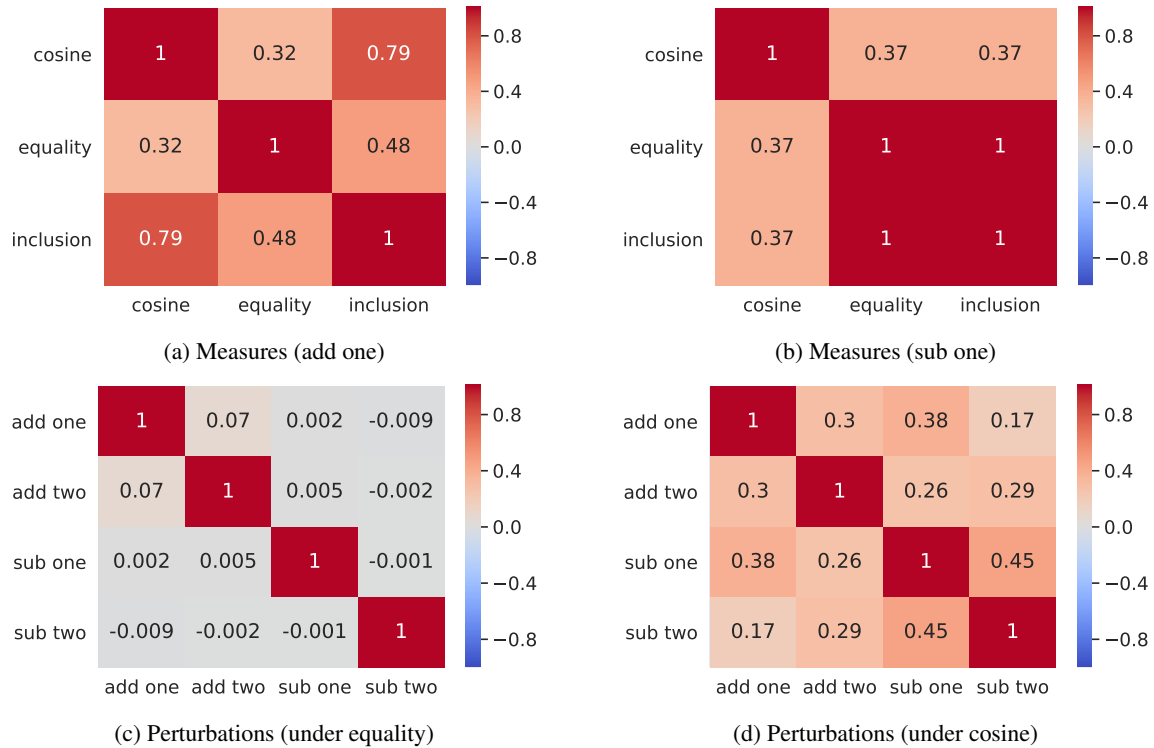 cosine 1 0.32 0.79
equality 0.32 1 0.48
inclusion 0.79 0.48 1
cosine equality inclusion
0.8
0.4
0.0
−0.4
−0.8
(a) Measures (add one)
cosine 1 0.37 0.37
equality 0.37 1 1
inclusion 0.37 1 1
cosine equality inclusion
0.8
0.4
0.0
−0.4
−0.8
(b) Measures (sub one)
add one 1 0.07 0.002 -0.009
add two 0.07 1 0.005 -0.002
sub one 0.002 0.005 1 -0.001
sub two -0.009 -0.002 -0.001 1
add one add two sub one sub two
0.8
0.4
0.0
−0.4
−0.8
(c) Perturbations (under equality)
add one 1 0.3 0.38 0.17
add two 0.3 1 0.26 0.29
sub one 0.38 0.26 1 0.45
sub two 0.17 0.29 0.45 1
add one add two sub one sub two
0.8
0.4
0.0
−0.4
−0.8
(d) Perturbations (under cosine)